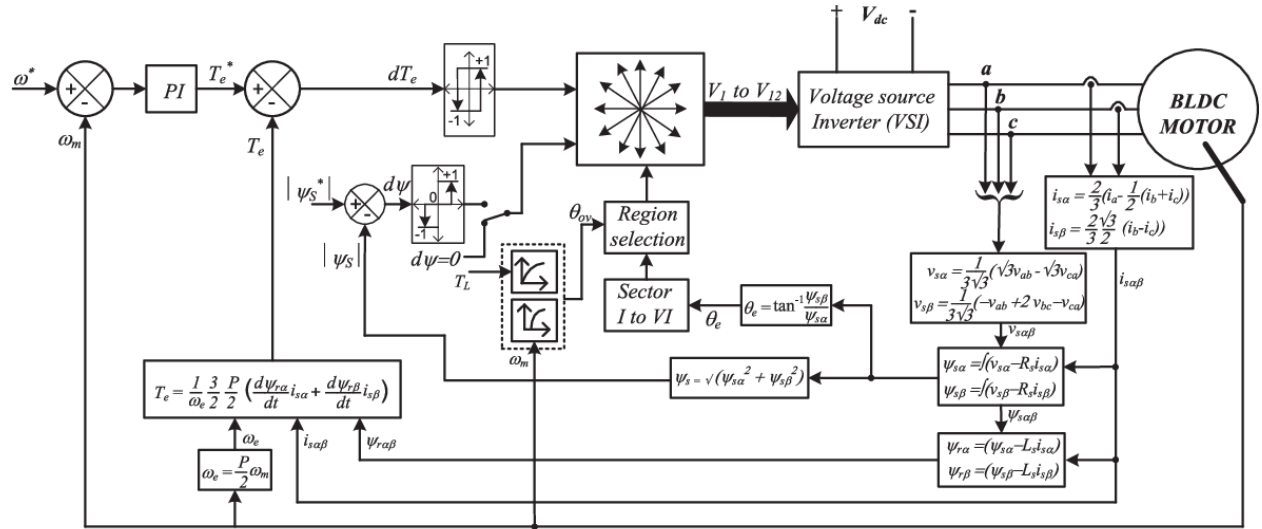 + V_dc -
ω* + - PI T_e* + - dT_e +1 -1
V_1 to V_12
Voltage source
Inverter (VSI)
a
b
c
BLDC
MOTOR
ω_m
T_e
|ψ_S*| + - dψ +1 0 -1
|ψ_S|
dψ=0
T_L
θ_ov
Region
selection
Sector
I to VI
θ_e
θ_e = tan⁻¹ ψ_sβ/ψ_sα
i_sα = 2/3 (i_a - 1/2 (i_b+i_c))
i_sβ = 2/3 √3/2 (i_b-i_c))
i_sαβ
v_sα = 1/3√3 (√3v_ab - √3v_ca)
v_sβ = 1/3√3 (-v_ab + 2 v_bc - v_ca)
v_sαβ
ω_m
ψ_s = √(ψ_sα² + ψ_sβ²)
ψ_sα = ∫(v_sα - R_s i_sα)
ψ_sβ = ∫(v_sβ - R_s i_sβ)
ψ_sαβ
T_e = 1/ω_e 3/2 P/2 (dψ_rα/dt i_sα + dψ_rβ/dt i_sβ)
ω_e
i_sαβ
ψ_rαβ
ψ_rα = (ψ_sα - L_s i_sα)
ψ_rβ = (ψ_sβ - L_s i_sβ)
ω_e = P/2 ω_m